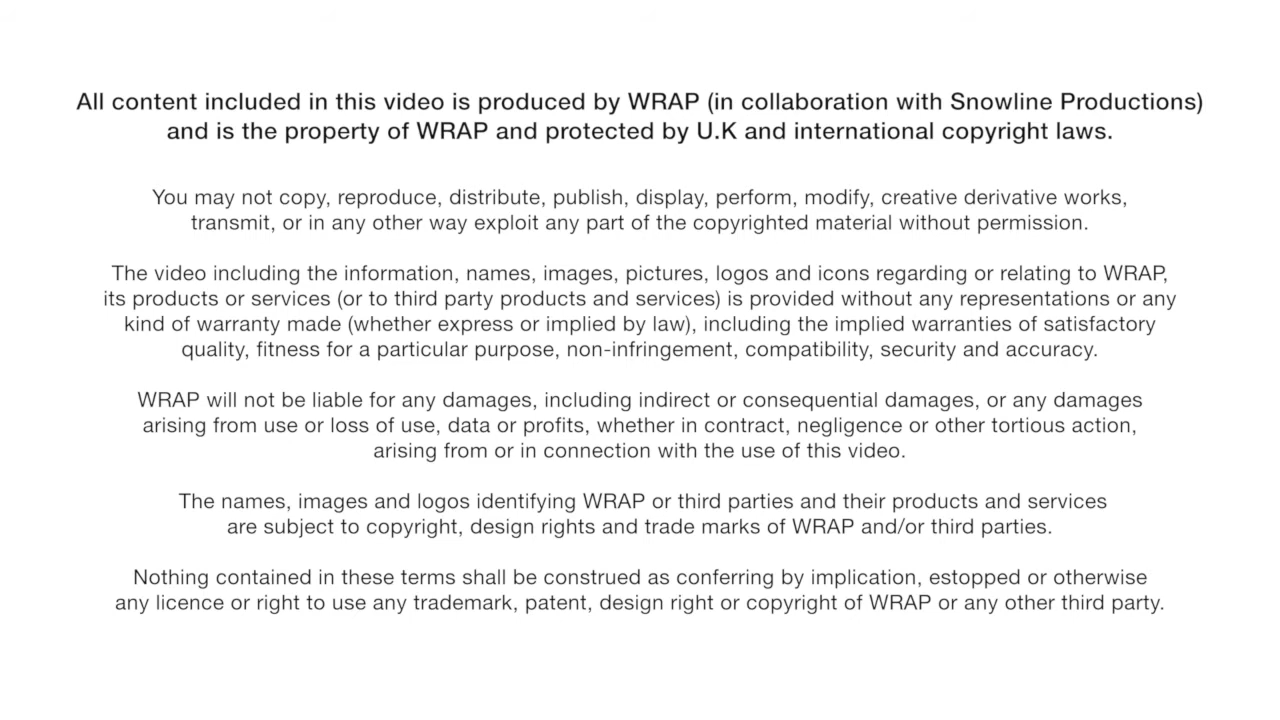 All content included in this video is produced by WRAP (in collaboration with Snowline Productions)
and is the property of WRAP and protected by U.K and international copyright laws.
You may not copy, reproduce, distribute, publish, display, perform, modify, creative derivative works,
transmit, or in any other way exploit any part of the copyrighted material without permission.
The video including the information, names, images, pictures, logos and icons regarding or relating to WRAP,
its products or services (or to third party products and services) is provided without any representations or any
kind of warranty made (whether express or implied by law), including the implied warranties of satisfactory
quality, fitness for a particular purpose, non-infringement, compatibility, security and accuracy.
WRAP will not be liable for any damages, including indirect or consequential damages, or any damages
arising from use or loss of use, data or profits, whether in contract, negligence or other tortious action,
arising from or in connection with the use of this video.
The names, images and logos identifying WRAP or third parties and their products and services
are subject to copyright, design rights and trade marks of WRAP and/or third parties.
Nothing contained in these terms shall be construed as conferring by implication, estopped or otherwise
any licence or right to use any trademark, patent, design right or copyright of WRAP or any other third party.